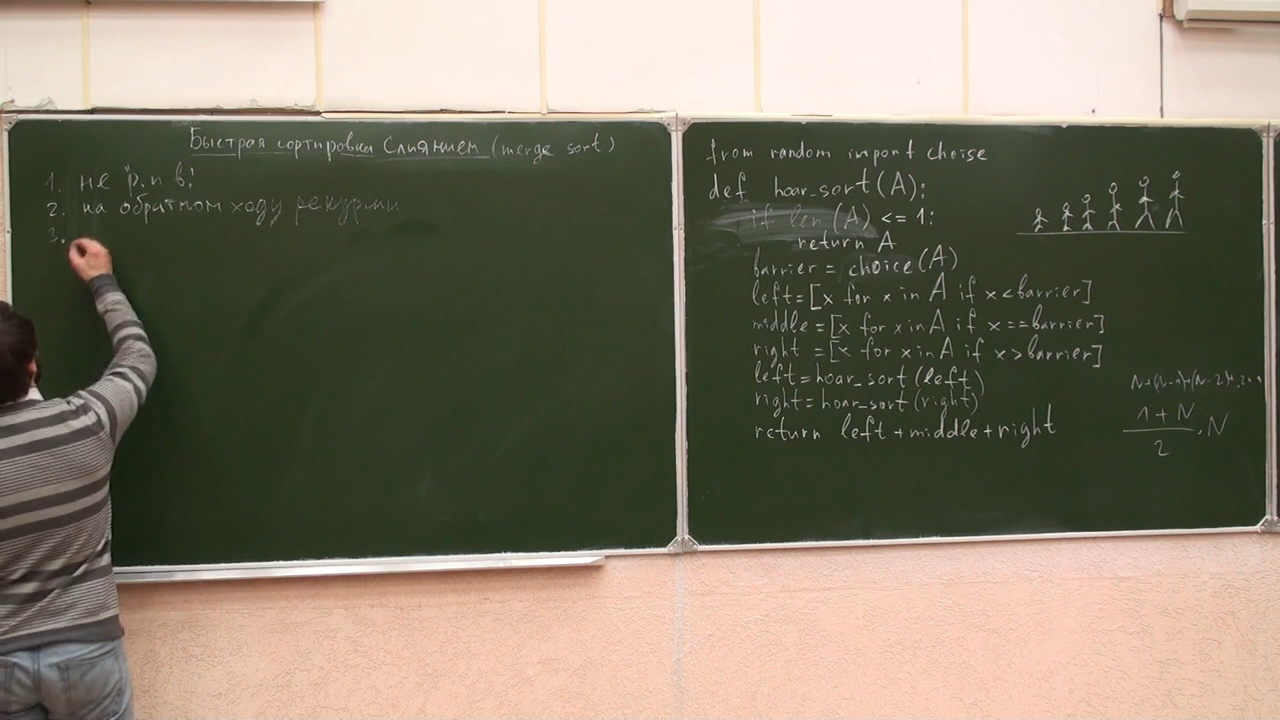 Быстрая сортировка Слиянием (merge sort)
1. не
2. на обратном ходу рекурсии
3.
from random import choise
def hoar_sort(A):
if len (A) <= 1:
return A
barrier = choice(A)
left=[x for x in A if x<barrier]
middle=[x for x in A if x==barrier]
right =[x for x in A if x>barrier]
left=hoar_sort(left)
right=hoar_sort(right)
return left+middle+right
N+(N-1)+(N-2)+
1+N
2
.N